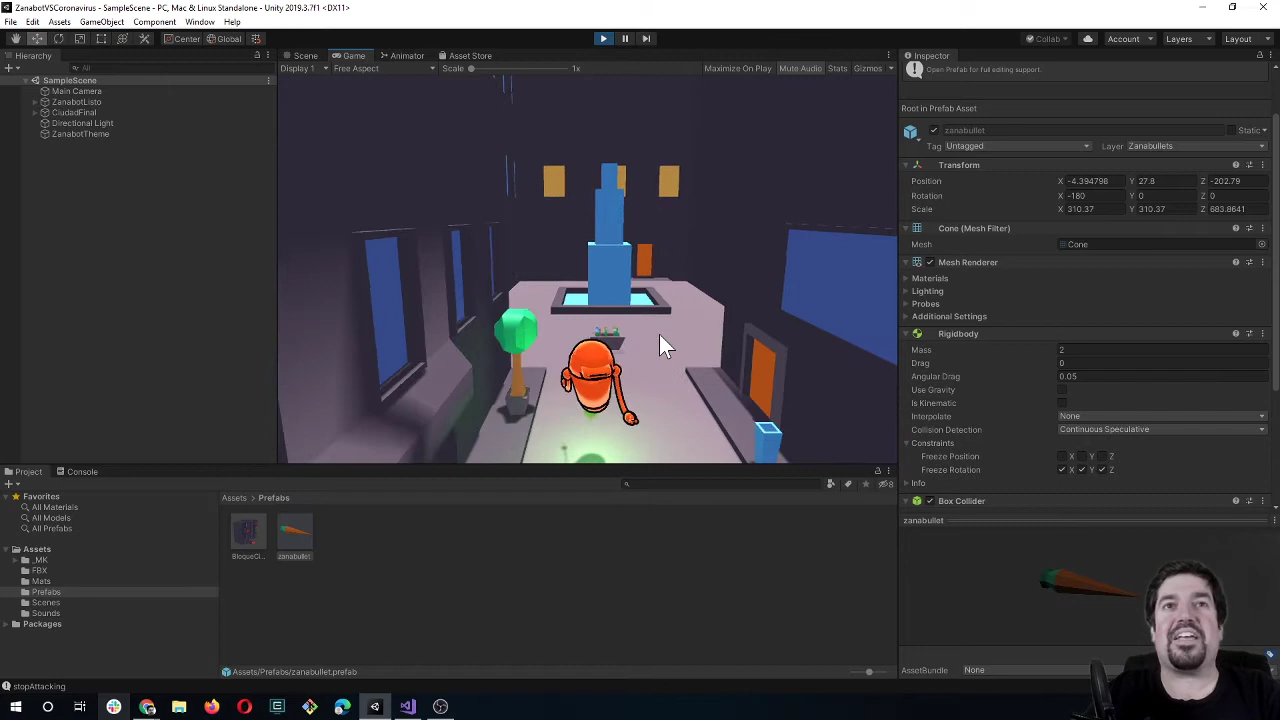 ZanabotVSCoronavirus - SampleScene - PC, Mac & Linux Standalone - Unity 2019.3.7f1 <DX11>
File Edit Assets GameObject Component Window Help
Center Global Collab Account Layers Layout
Hierarchy Scene Game Animator Asset Store Inspector
All Display 1 Free Aspect Scale 1x Maximize On Play Mute Audio Stats Gizmos Open Prefab for full editing support.
SampleScene
Main Camera
ZanabotListo
CiudadFinal
Directional Light
ZanabotTheme
Root in Prefab Asset
zanabullet Static
Tag Untagged Layer Zanabullets
Transform
Position X -4.394798 Y 27.8 Z -202.79
Rotation X -180 Y 0 Z 0
Scale X 310.37 Y 310.37 Z 683.8641
Cone (Mesh Filter)
Mesh Cone
Mesh Renderer
Materials
Lighting
Probes
Additional Settings
Rigidbody
Mass 2
Drag 0
Angular Drag 0.05
Use Gravity
Is Kinematic
Interpolate None
Collision Detection Continuous Speculative
Constraints
Freeze Position X Y Z
Freeze Rotation X Y Z
Info
Box Collider
zanabullet
Project Console
Favorites
All Materials
All Models
All Prefabs
Assets
_MK
FBX
Mats
Prefabs
Scenes
Sounds
Packages
8
Assets > Prefabs
BloqueCi... zanabullet
Assets/Prefabs/zanabullet.prefab
AssetBundle None
stopAttacking